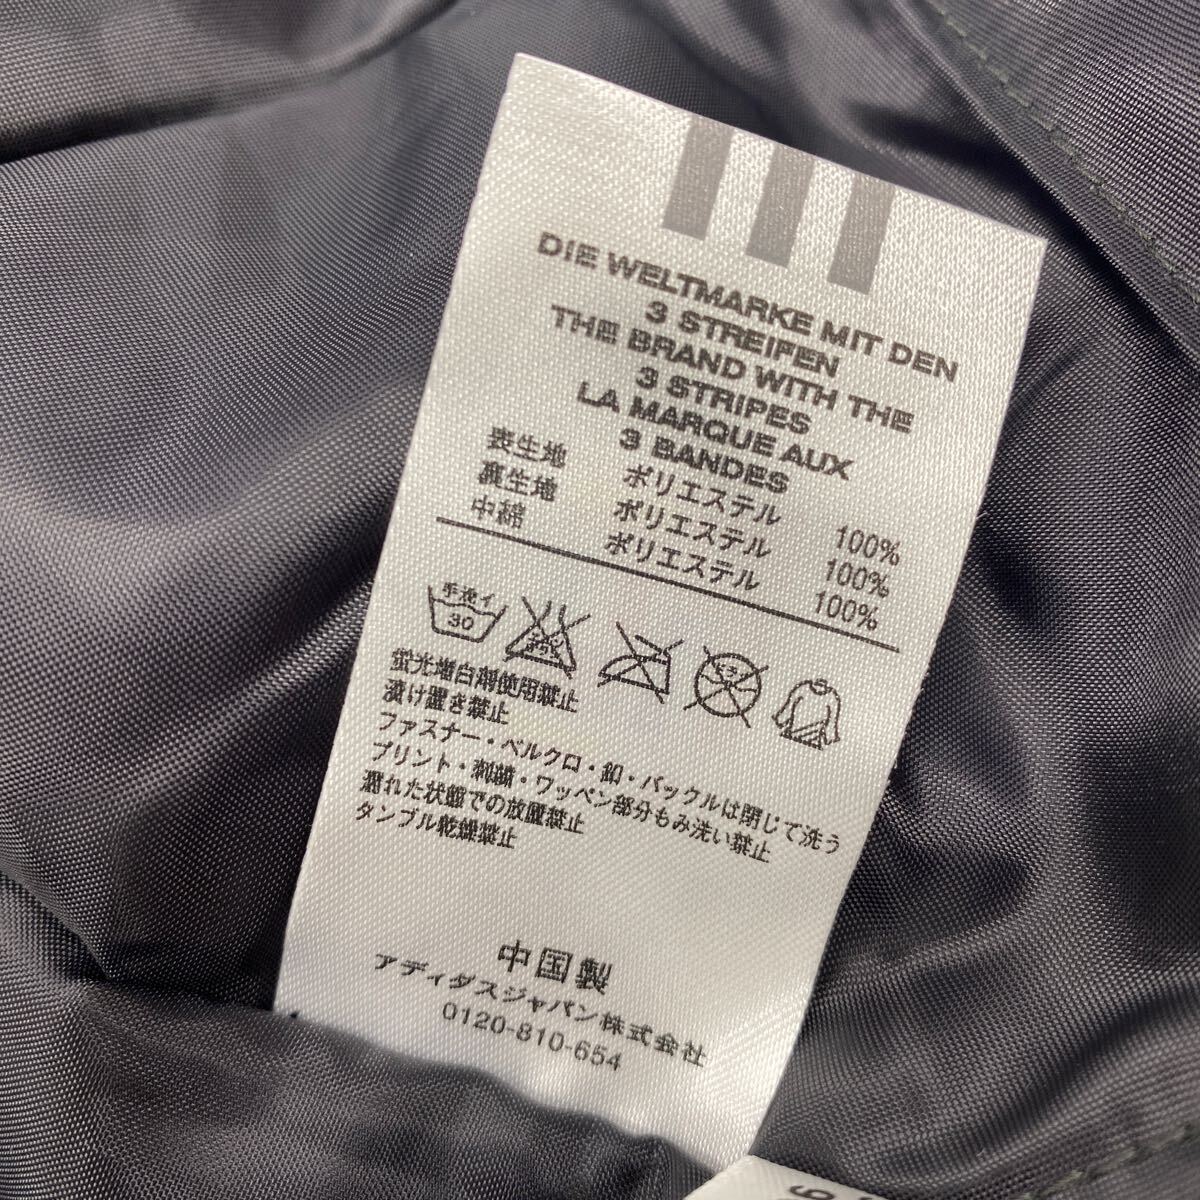 DIE WELTMARKE MIT DEN
3 STREIFEN
THE BRAND WITH THE
3 STRIPES
LA MARQUE AUX
3 BANDES
表生地 ポリエステル 100%
裏生地 ポリエステル 100%
中綿 ポリエステル 100%
手洗イ
30
蛍光増白剤使用禁止
漬け置き禁止
ファスナー・ベルクロ・釦・バックルは閉じて洗う
プリント・刺繍・ワッペン部分もみ洗い禁止
濡れた状態での放置禁止
タンブル乾燥禁止
中国製
アディダスジャパン株式会社
0120-810-654